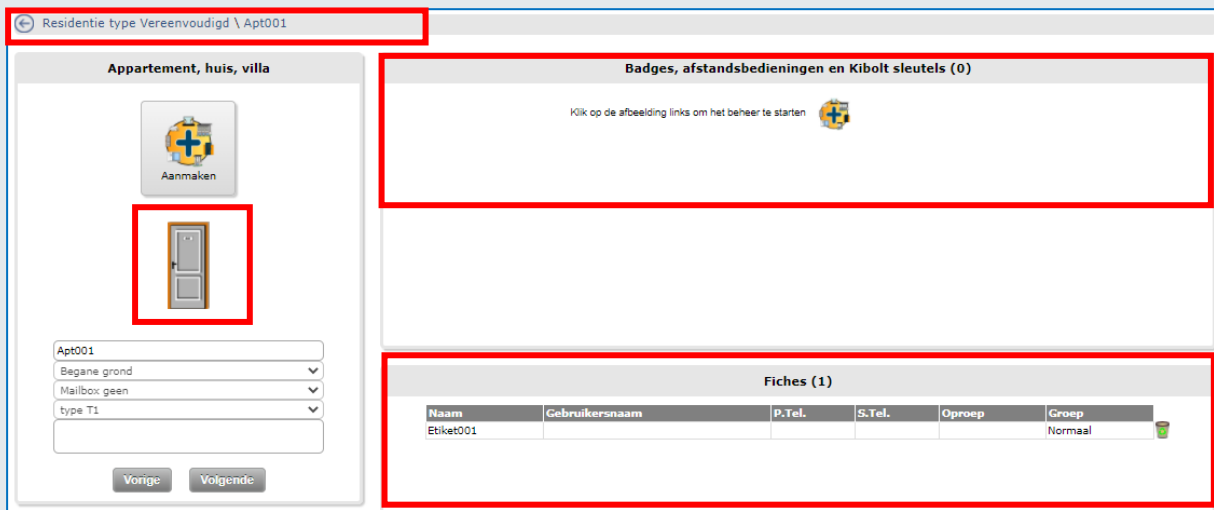 Residentie type Vereenvoudigd \ Apt001
Appartement, huis, villa
Aanmaken
Apt001
Begane grond
Mailbox geen
type T1
Vorige Volgende
Badges, afstandsbedieningen en Kibolt sleutels (0)
Klik op de afbeelding links om het beheer te starten
Fiches (1)
Naam Gebruikersnaam P.Tel. S.Tel. Oproep Groep
Etiket001 Normaal